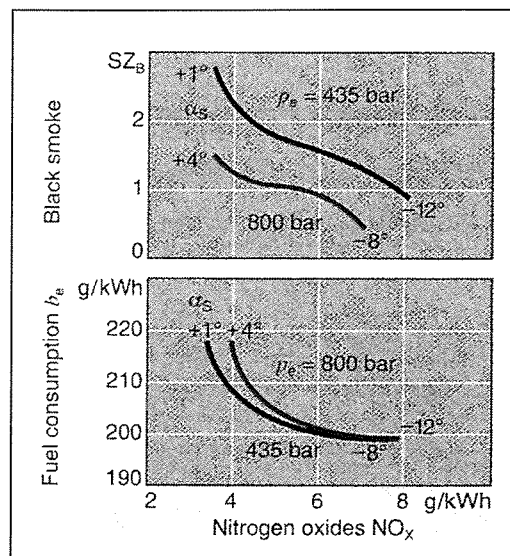 SZB
+1°
αs
pe = 435 bar
2
+4°
1
800 bar
-12°
-8°
0
Black smoke
g/kWh
αs
220
+1° +4°
pe = 800 bar
210
-12°
200
435 bar
-8°
190
Fuel consumption be
2 4 6 8 g/kWh
Nitrogen oxides NOX